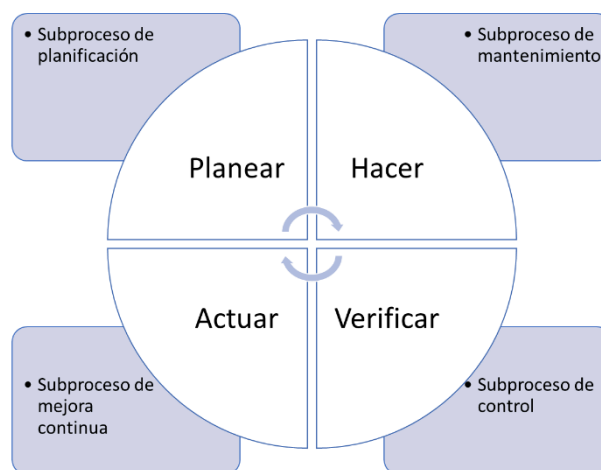 • Subproceso de
planificación
• Subproceso de
mantenimiento
Planear
Hacer
Actuar
Verificar
• Subproceso de
mejora
continua
• Subproceso de
control